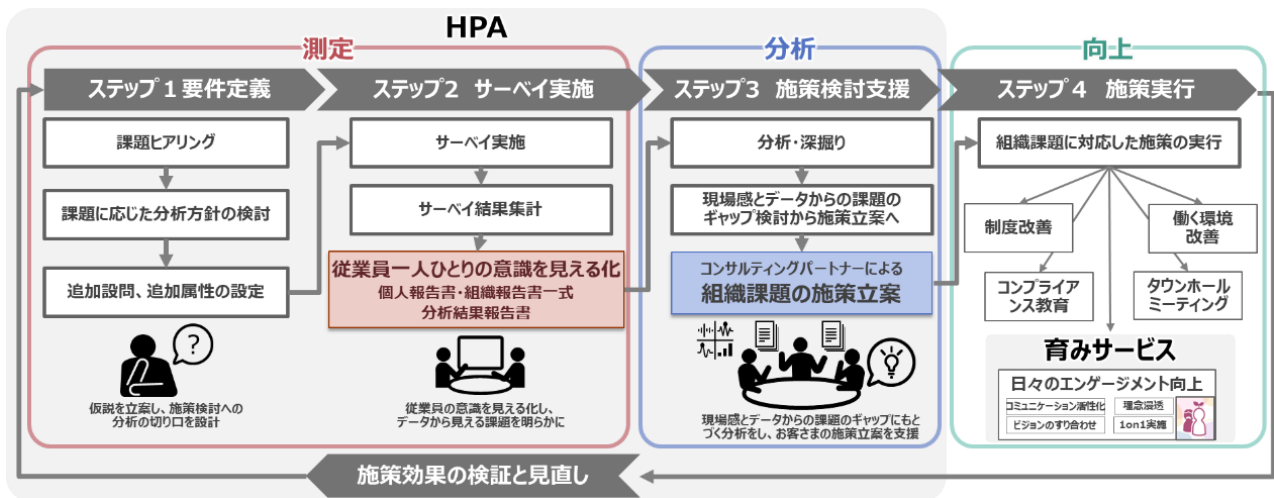 HPA
測定
分析
向上
ステップ1要件定義
ステップ2 サーベイ実施
ステップ3 施策検討支援
ステップ4 施策実行
課題ヒアリング
課題に応じた分析方針の検討
追加設問、追加属性の設定
?
仮説を立案し、施策検討への
分析の切り口を設計
サーベイ実施
サーベイ結果集計
従業員一人ひとりの意識を見える化
個人報告書・組織報告書一式
分析結果報告書
従業員の意識を見える化し、
データから見える課題を明らかに
分析・深掘り
現場感とデータからの課題の
ギャップ検討から施策立案へ
コンサルティングパートナーによる
組織課題の施策立案
現場感とデータからの課題のギャップにもと
づく分析をし、お客さまの施策立案を支援
組織課題に対応した施策の実行
制度改善
働く環境
改善
コンプライア
ンス教育
タウンホール
ミーティング
育みサービス
日々のエンゲージメント向上
コミュニケーション活性化
理念浸透
ビジョンのすり合わせ
1on1実施
施策効果の検証と見直し